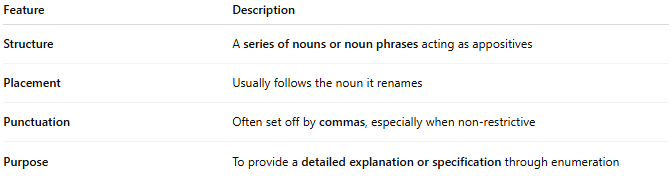 Feature Description
Structure A series of nouns or noun phrases acting as appositives
Placement Usually follows the noun it renames
Punctuation Often set off by commas, especially when non-restrictive
Purpose To provide a detailed explanation or specification through enumeration